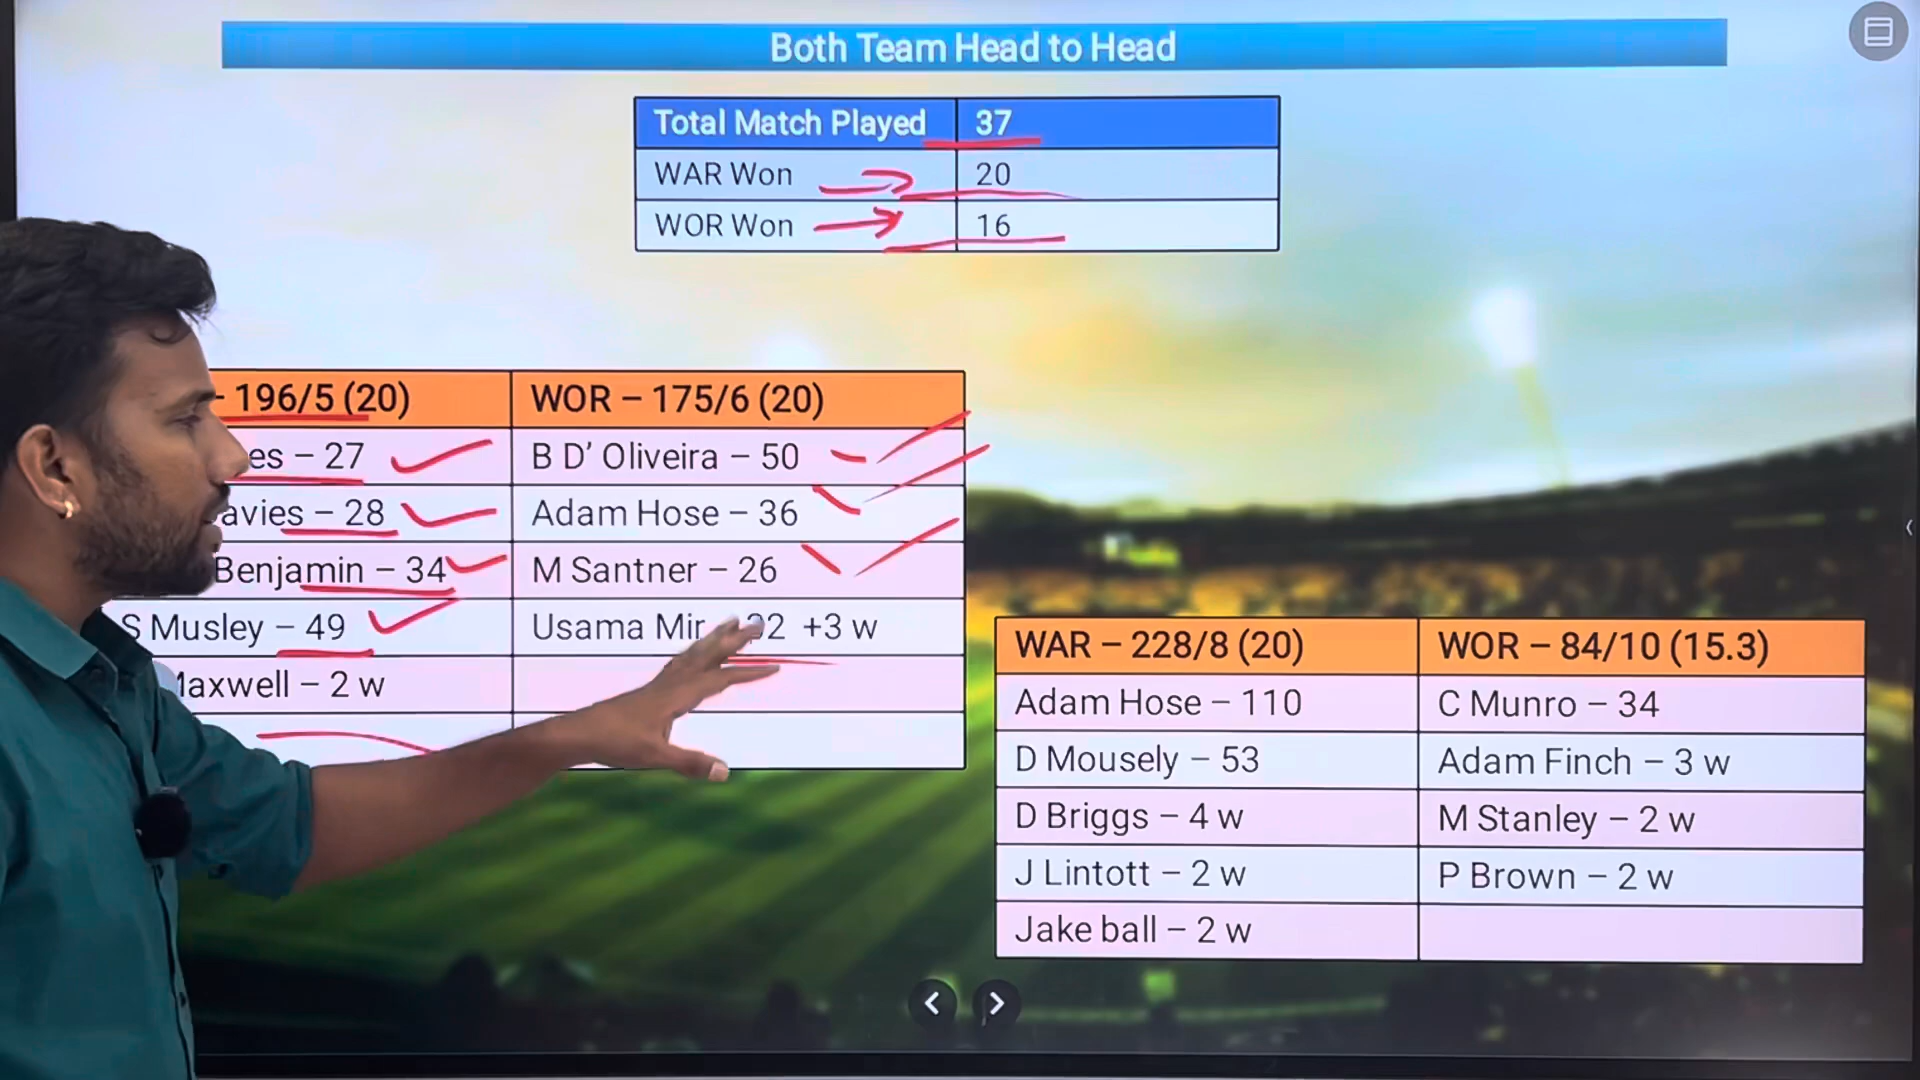 Both Team Head to Head
Total Match Played 37
WAR Won 20
WOR Won 16
- 196/5 (20) WOR – 175/6 (20)
es – 27 B D’ Oliveira – 50
avies – 28 Adam Hose – 36
Benjamin – 34 M Santner – 26
S Musley – 49 Usama Mir +3 w
axwell – 2 w
WAR – 228/8 (20) WOR – 84/10 (15.3)
Adam Hose – 110 C Munro – 34
D Mousely – 53 Adam Finch – 3 w
D Briggs – 4 w M Stanley – 2 w
J Lintott – 2 w P Brown – 2 w
Jake ball – 2 w